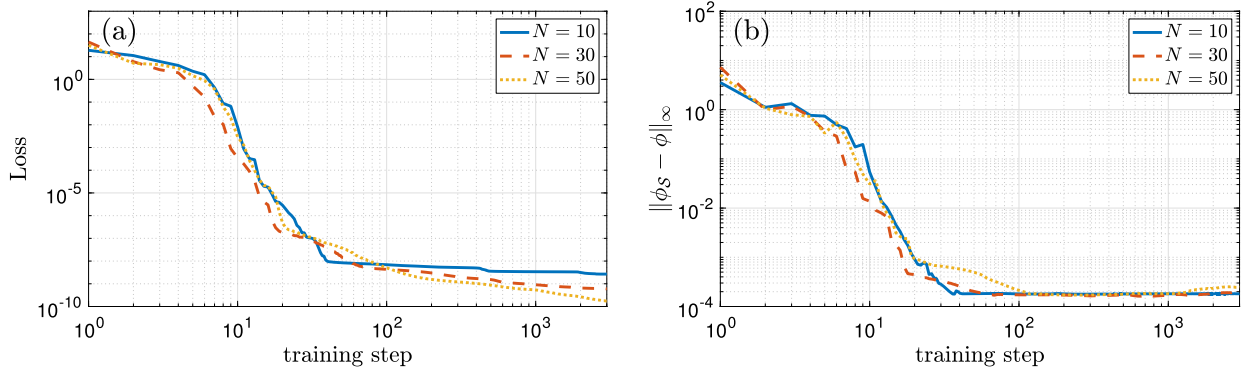 (a)
N = 10
N = 30
N = 50
10^0
10^-5
10^-10
Loss
10^0
10^1
10^2
10^3
training step
(b)
N = 10
N = 30
N = 50
10^2
10^0
10^-2
10^-4
‖ϕ_𝒮 − ϕ‖_∞
10^0
10^1
10^2
10^3
training step